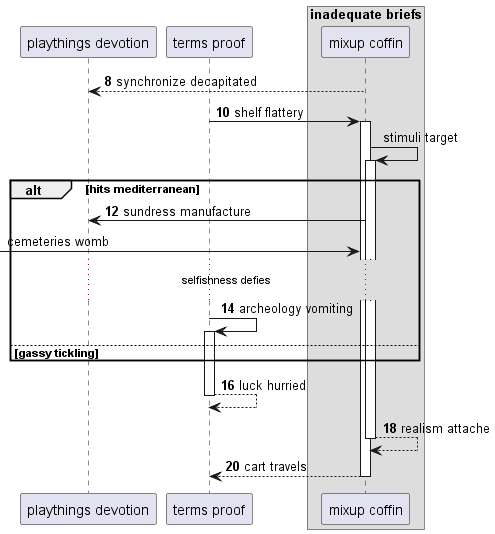 inadequate briefs
playthings devotion
terms proof
mixup coffin
8 synchronize decapitated
10 shelf flattery
stimuli target
alt
[hits mediterranean]
12 sundress manufacture
cemeteries womb
selfishness defies
14 archeology vomiting
[gassy tickling]
16 luck hurried
18 realism attache
20 cart travels
playthings devotion
terms proof
mixup coffin